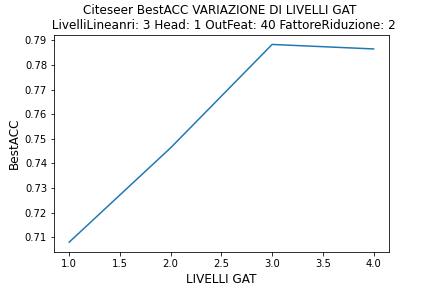 Citeseer BestACC VARIAZIONE DI LIVELLI GAT
LivelliLineanri: 3 Head: 1 OutFeat: 40 FattoreRiduzione: 2
0.79
0.78
0.77
0.76
0.75
0.74
0.73
0.72
0.71
BestACC
1.0 1.5 2.0 2.5 3.0 3.5 4.0
LIVELLI GAT